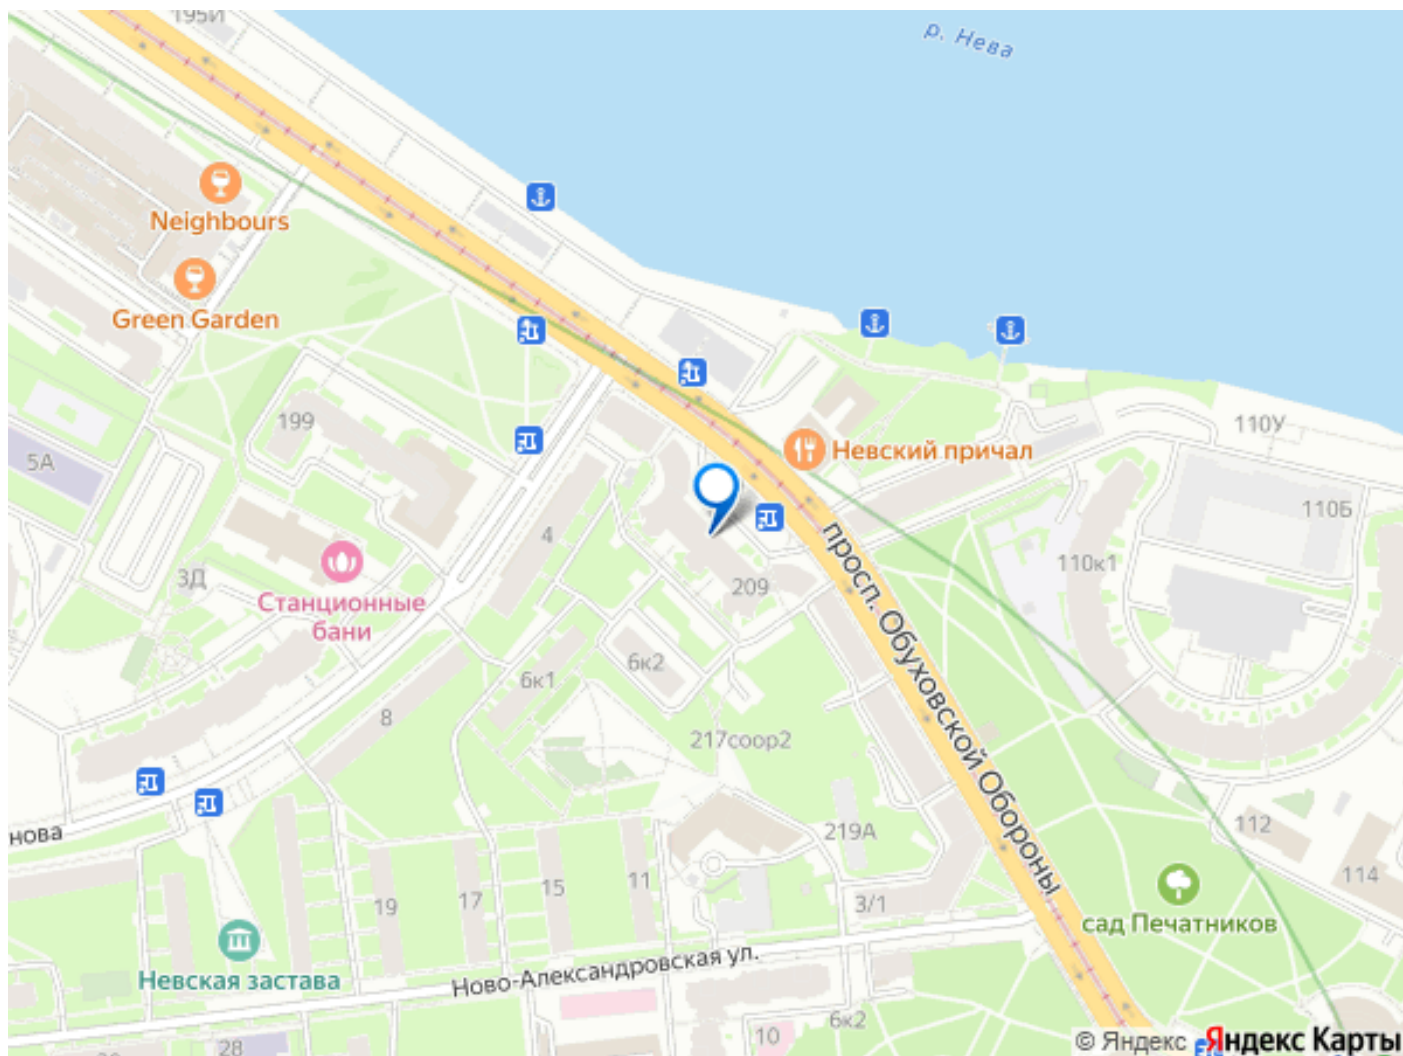 195И
р. Нева
Neighbours
Green Garden
199
5А
110У
Невский причал
110Б
4
110к1
3Д
Станционные
бани
209
просп. Обуховской Обороны
6к2
6к1
8
217соор2
нова
219А
112
114
19
17
15
11
3/1
сад Печатников
Невская застава
Ново-Александровская ул.
6к2
10
28
© Яндекс Яндекс Карты